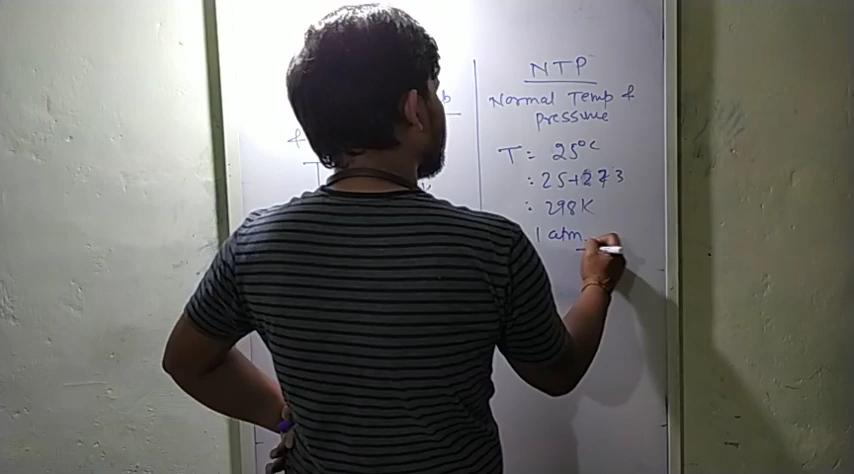 NTP
Normal Temp &
pressure
T = 25°C
: 25+273
: 298K
1 atm